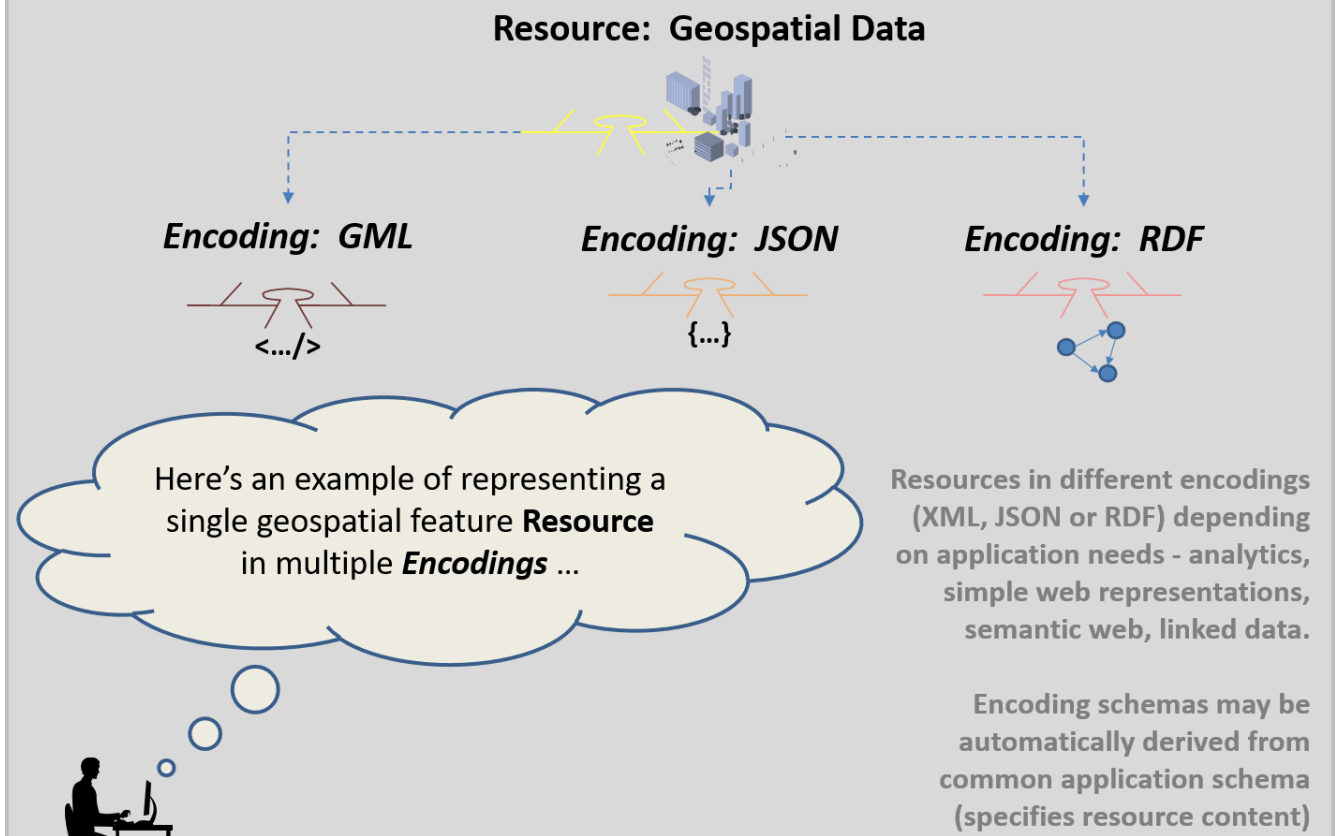 Resource:  Geospatial Data
Encoding:  GML
Encoding:  JSON
Encoding:  RDF
<…/>
{…}
Here’s an example of representing a
single geospatial feature Resource
in multiple Encodings …
Resources in different encodings
(XML, JSON or RDF) depending
on application needs - analytics,
simple web representations,
semantic web, linked data.
Encoding schemas may be
automatically derived from
common application schema
(specifies resource content)